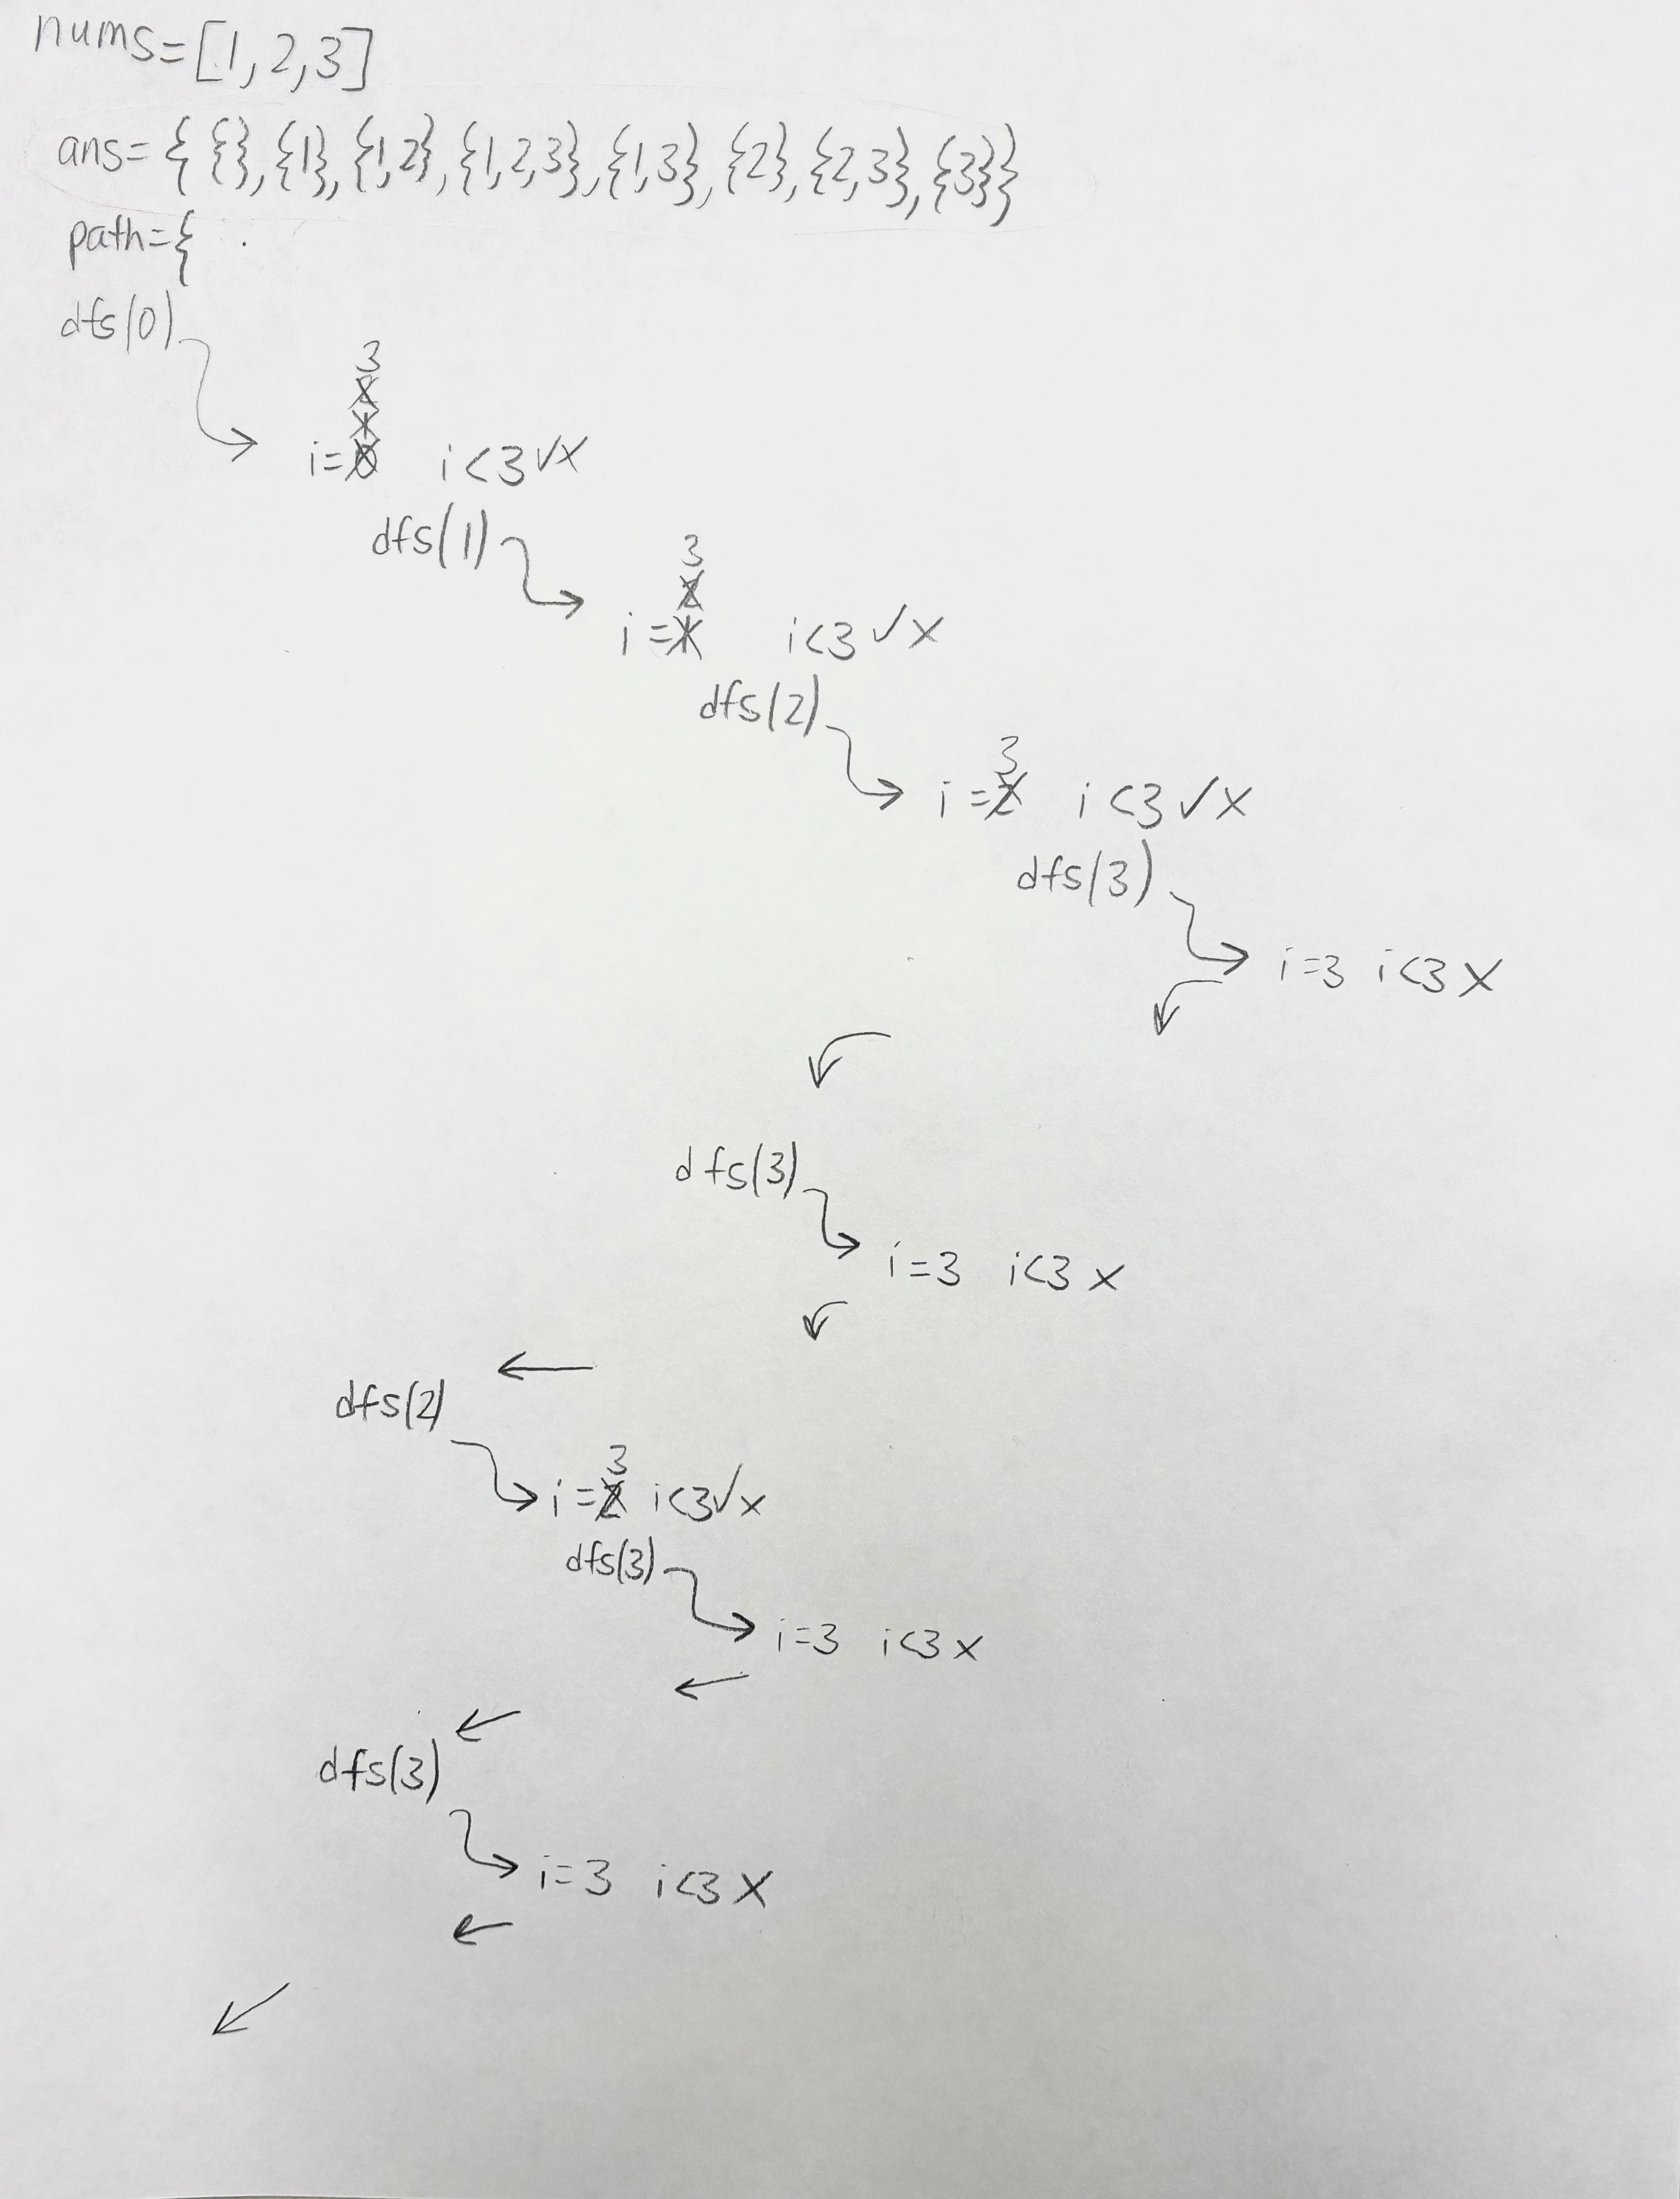 nums=[1,2,3]
ans={ {},{1},{1,2},{1,2,3},{1,3},{2},{2,3},{3}}
path={
dfs(0)
3
2
1
i=0 i<3 ✓x
dfs(1)
3
2
i=1 i<3 ✓x
dfs(2)
3
i=2 i<3 ✓x
dfs(3)
i=3 i<3 x
dfs(3)
i=3 i<3 x
dfs(2)
3
i=2 i<3 ✓x
dfs(3)
i=3 i<3 x
dfs(3)
i=3 i<3 x